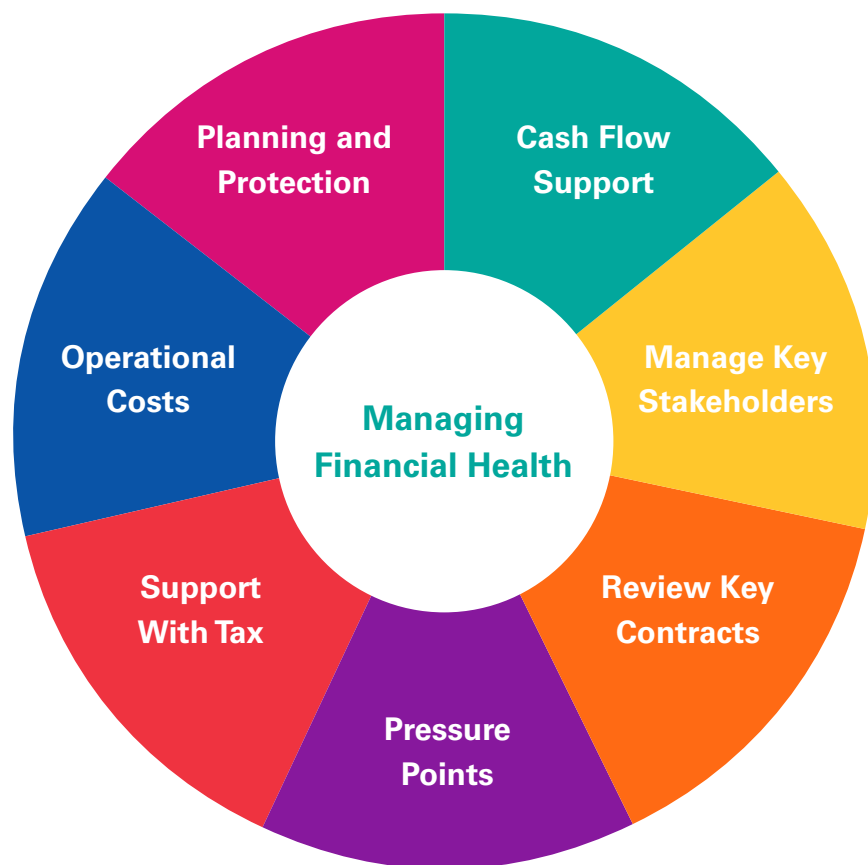 Planning and
Protection
Cash Flow
Support
Manage Key
Stakeholders
Review Key
Contracts
Pressure
Points
Support
With Tax
Operational
Costs
Managing
Financial Health